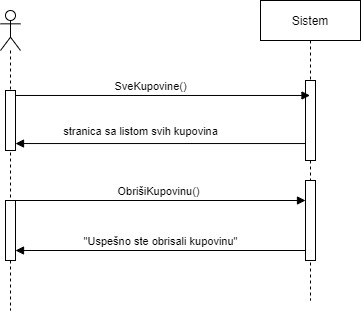 Sistem
SveKupovine()
stranica sa listom svih kupovina
ObrišiKupovinu()
"Uspešno ste obrisali kupovinu"